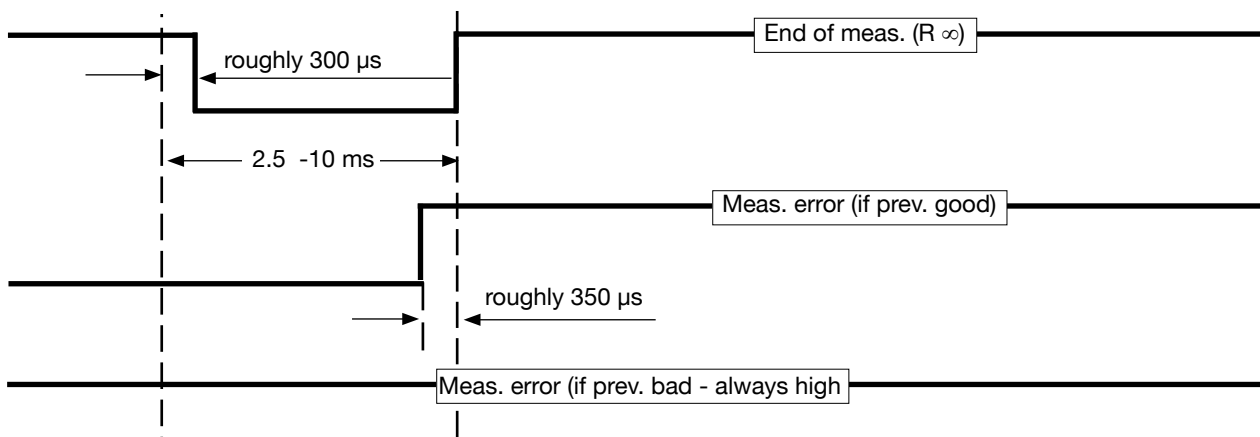 End of meas. (R ∞)
roughly 300 µs
2.5 -10 ms
Meas. error (if prev. good)
roughly 350 µs
Meas. error (if prev. bad - always high